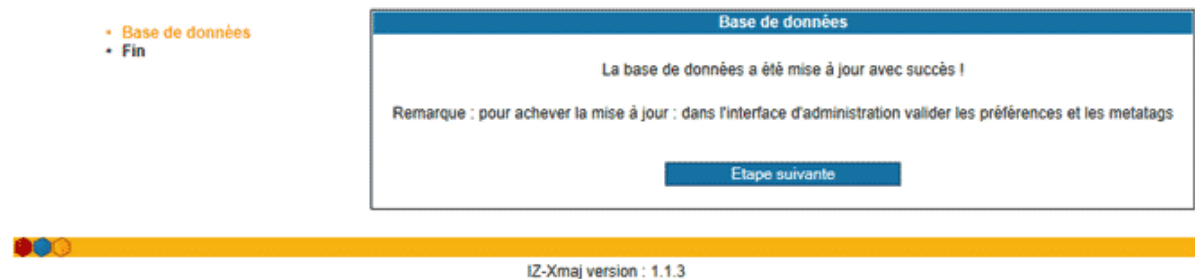 Base de données
Fin
Base de données
La base de données a été mise à jour avec succès !
Remarque : pour achever la mise à jour : dans l'interface d'administration valider les préférences et les metatags
Etape suivante
IZ-Xmaj version : 1.1.3